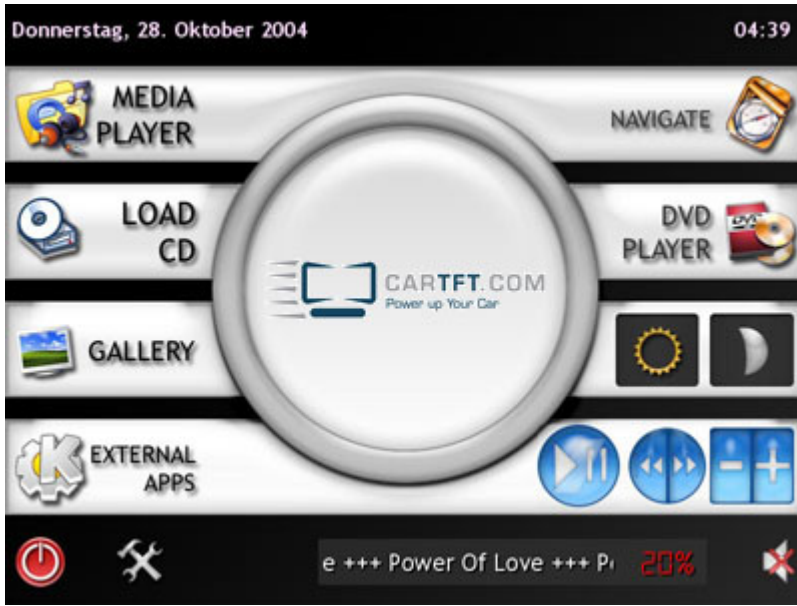 Donnerstag, 28. Oktober 2004
04:39
MEDIA
PLAYER
NAVIGATE
LOAD
CD
DVD
PLAYER
DVD
CARTFT.COM
Power up Your Car
GALLERY
EXTERNAL
APPS
K
e +++ Power Of Love +++ P
20%